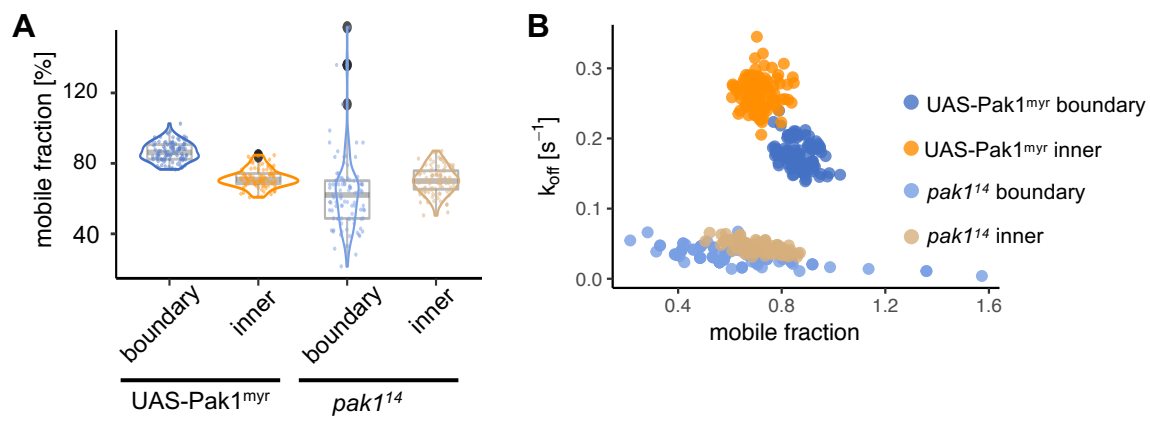 A
mobile fraction [%]
120
80
40
boundary
inner
boundary
inner
UAS-Pak1ᵐʸʳ
pak1¹⁴
B
kₒff [s⁻¹]
0.3
0.2
0.1
0.0
0.4
0.8
1.2
1.6
mobile fraction
UAS-Pak1ᵐʸʳ boundary
UAS-Pak1ᵐʸʳ inner
pak1¹⁴ boundary
pak1¹⁴ inner